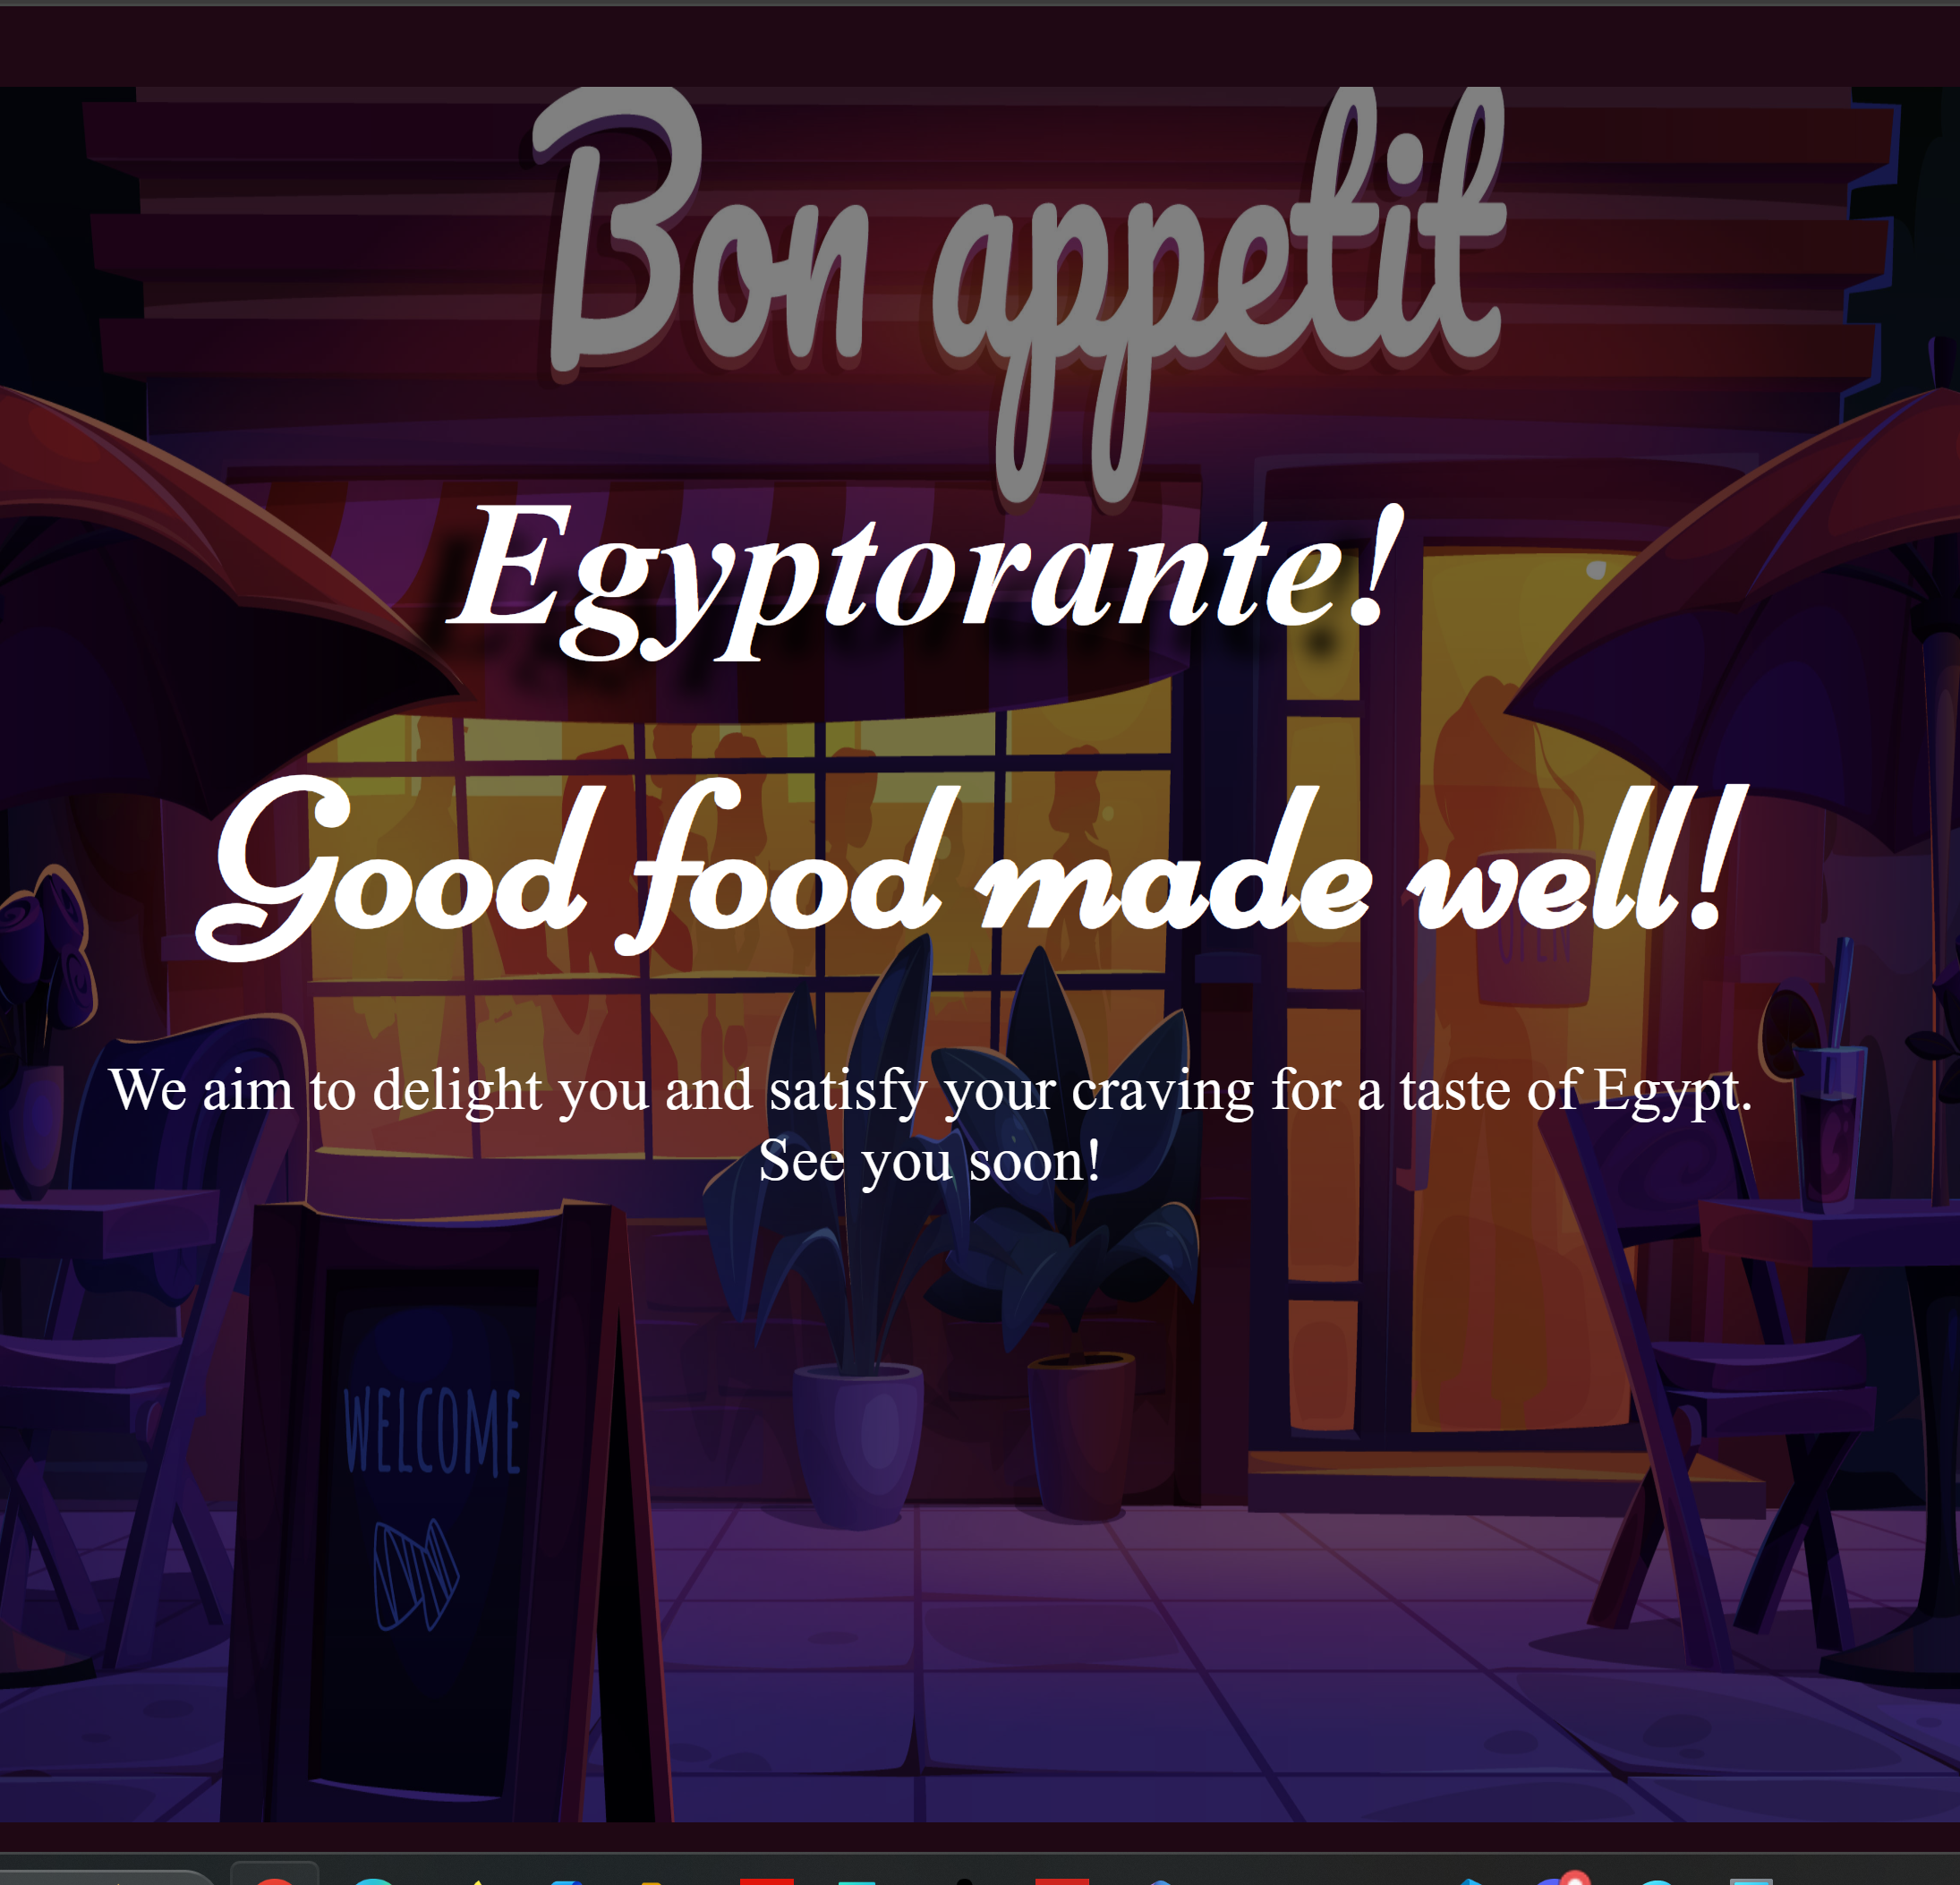 Bon appetit
Egyptorante!
Good food made well!
OPEN
We aim to delight you and satisfy your craving for a taste of Egypt.
See you soon!
WELCOME